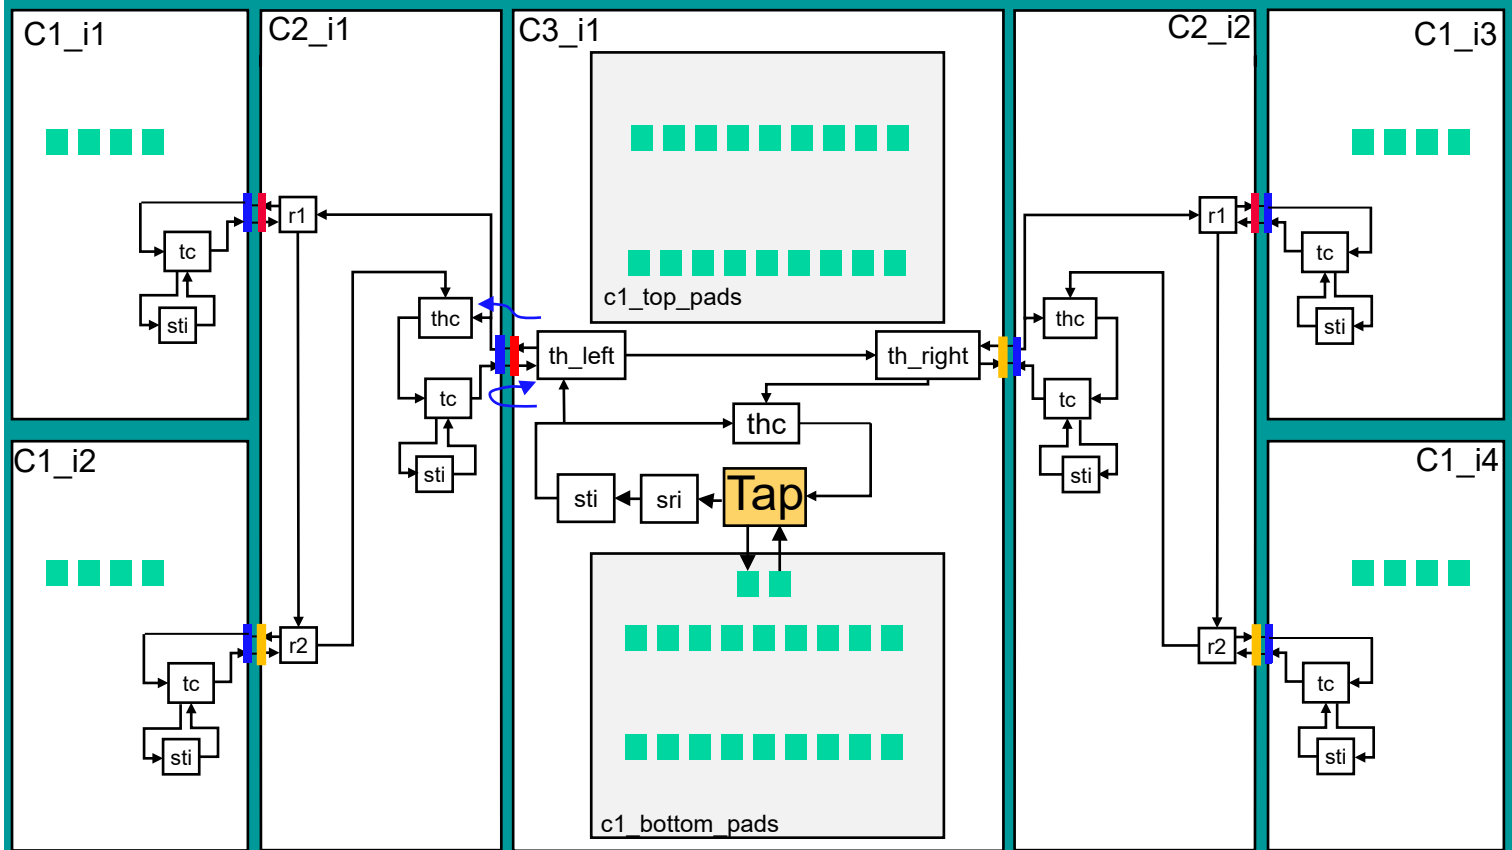 C1_i1
C2_i1
C3_i1
C2_i2
C1_i3
r1
r1
tc
tc
sti
sti
c1_top_pads
thc
thc
th_left
th_right
tc
tc
thc
C1_i2
C1_i4
sti
sti
sti
sri
Tap
r2
r2
tc
tc
sti
sti
c1_bottom_pads